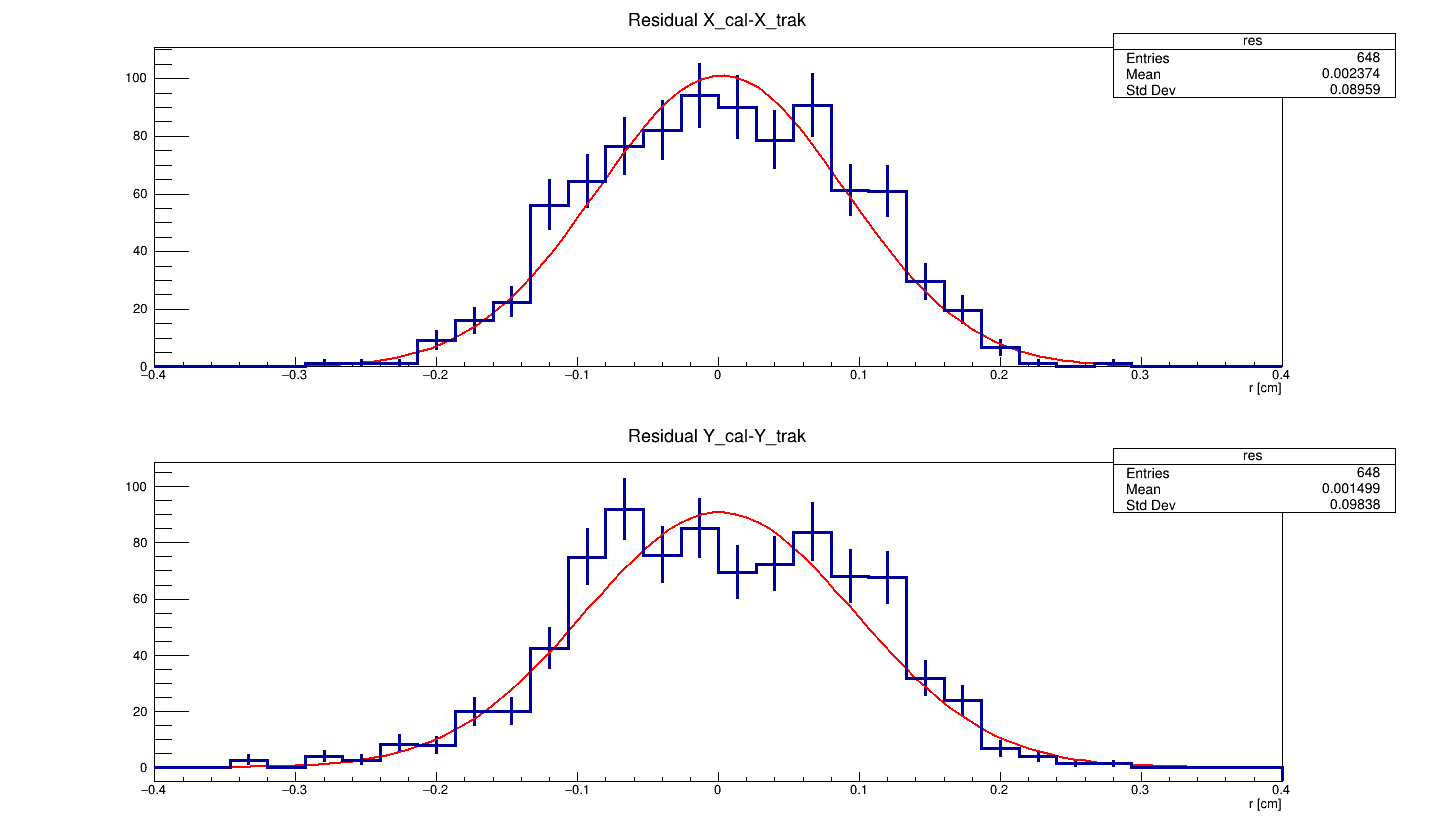 Residual X_cal-X_trak
res
Entries 648
Mean 0.002374
Std Dev 0.08959
100
80
60
40
20
0
−0.4 −0.3 −0.2 −0.1 0 0.1 0.2 0.3 0.4
r [cm]
Residual Y_cal-Y_trak
res
Entries 648
Mean 0.001499
Std Dev 0.09838
100
80
60
40
20
0
−0.4 −0.3 −0.2 −0.1 0 0.1 0.2 0.3 0.4
r [cm]